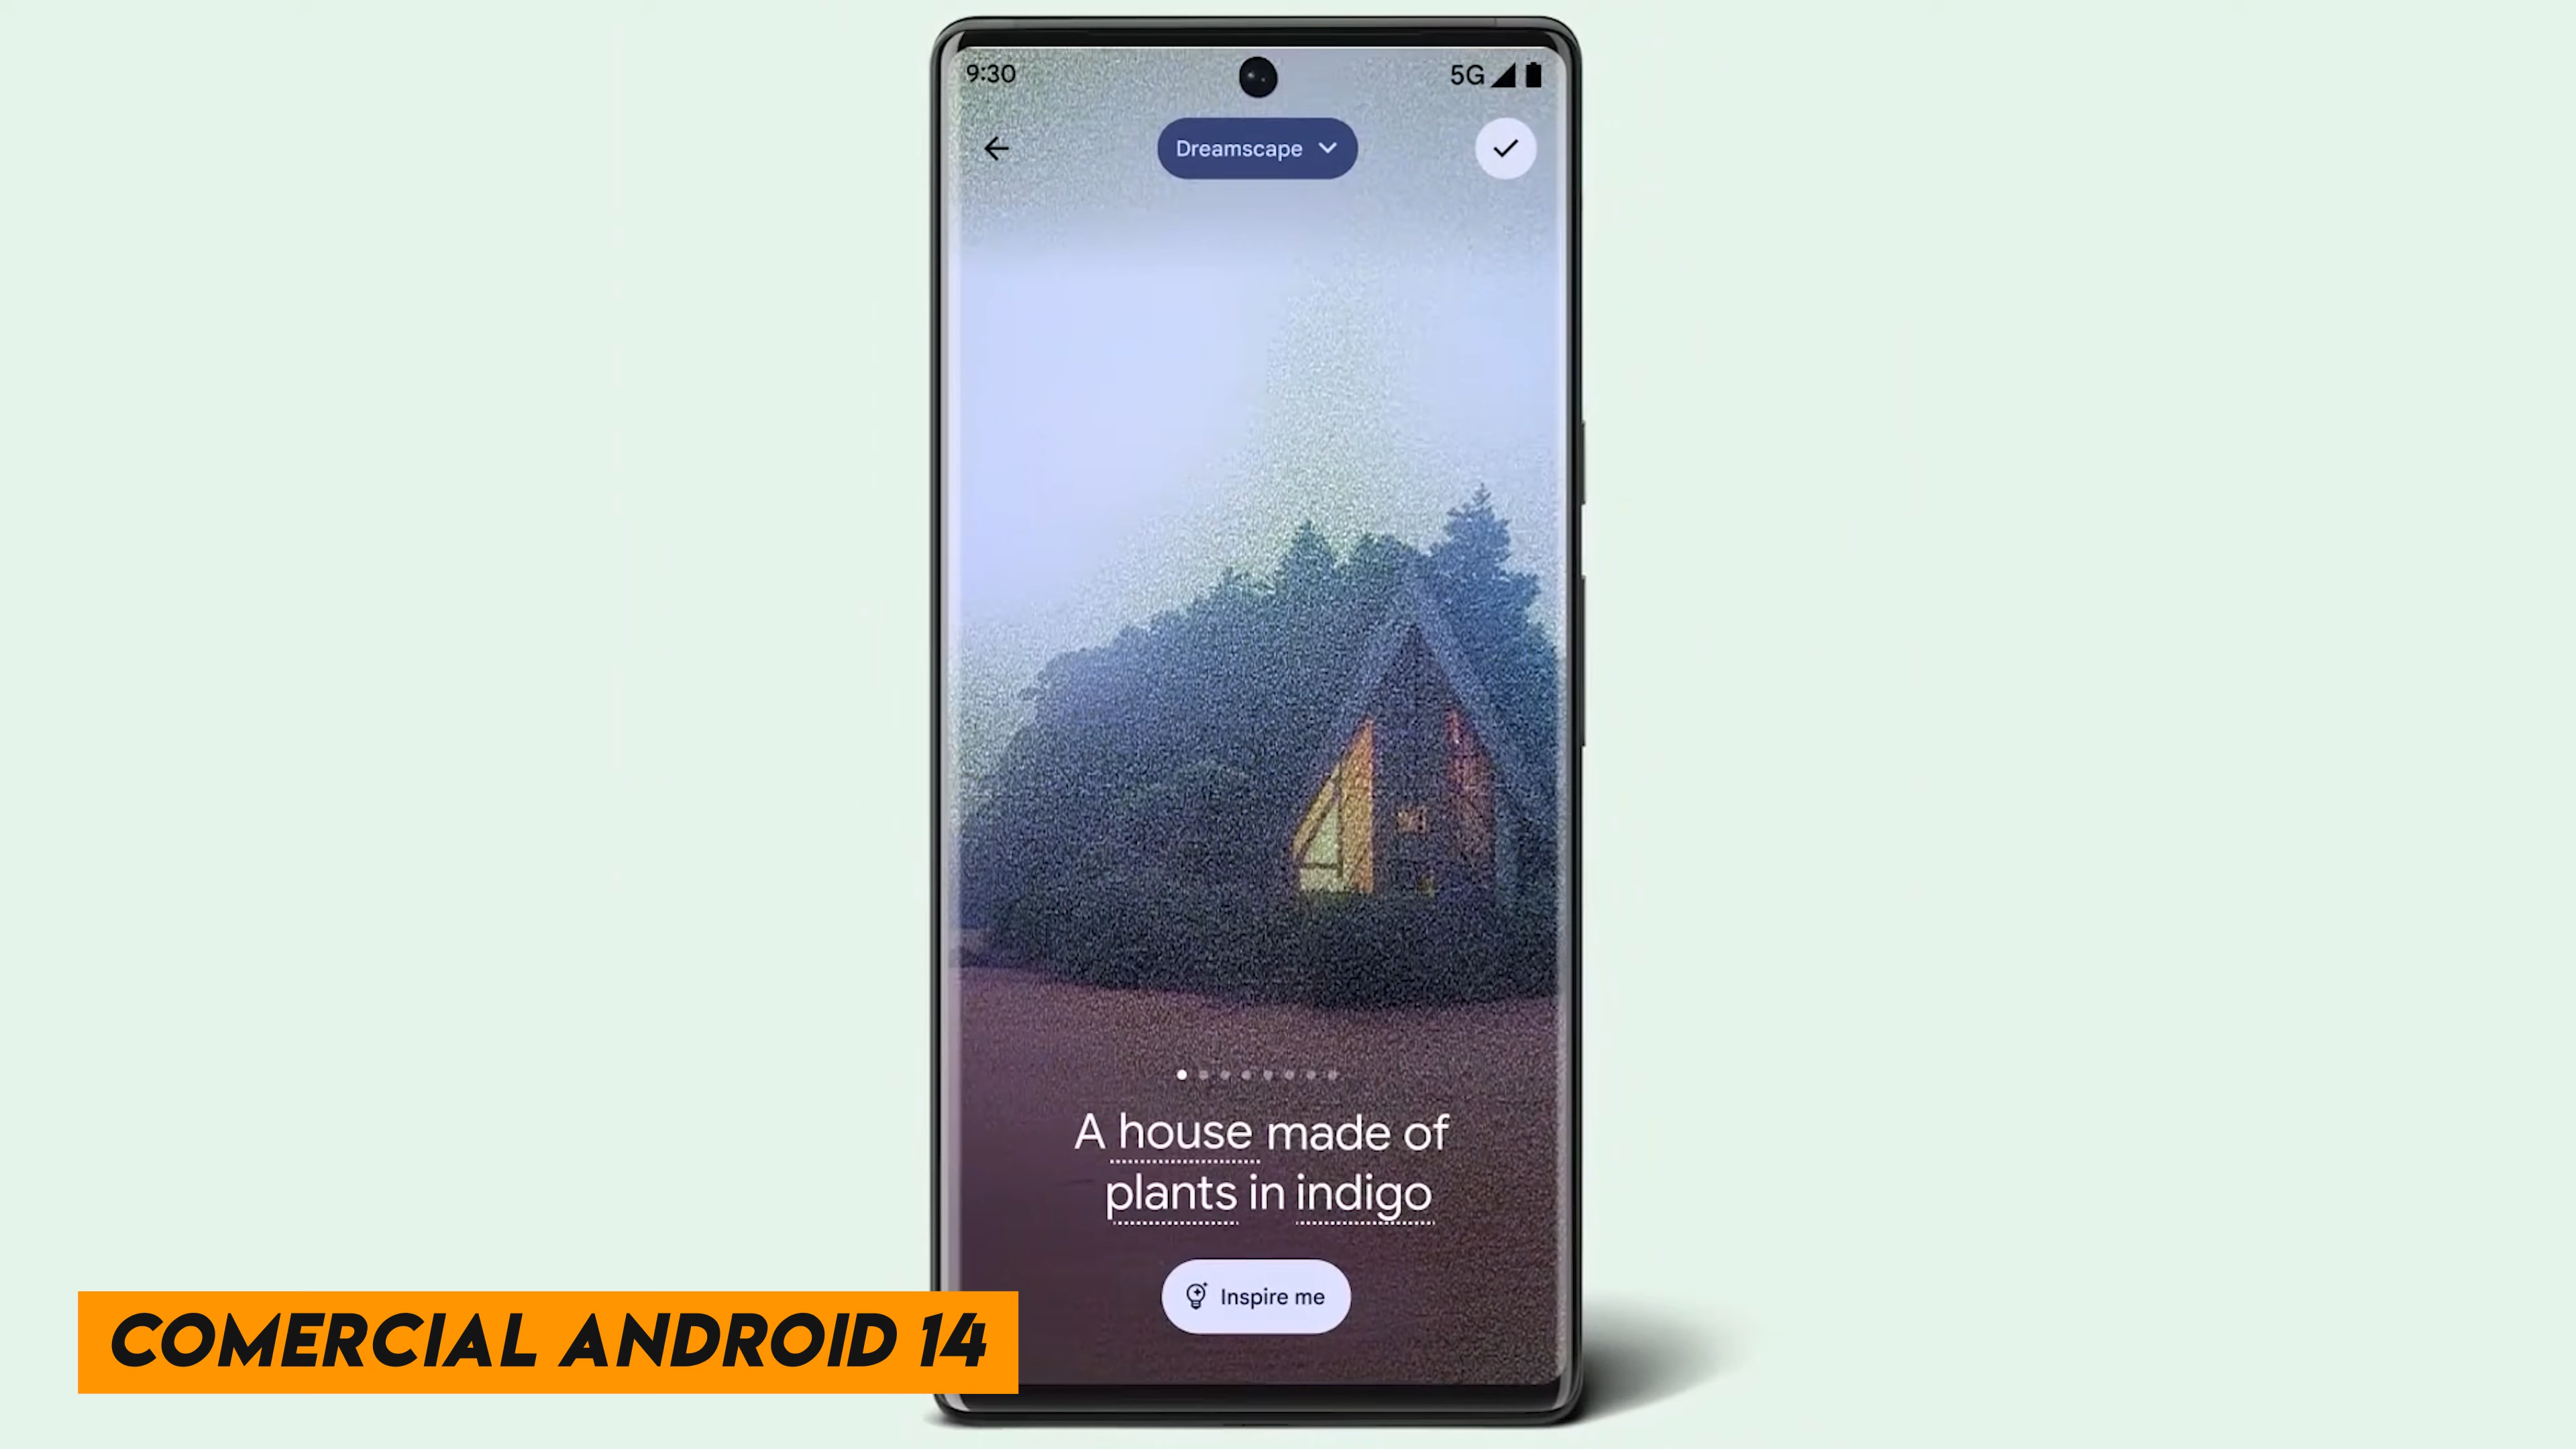 9:30
5G
Dreamscape
A house made of
plants in indigo
Inspire me
COMERCIAL ANDROID 14